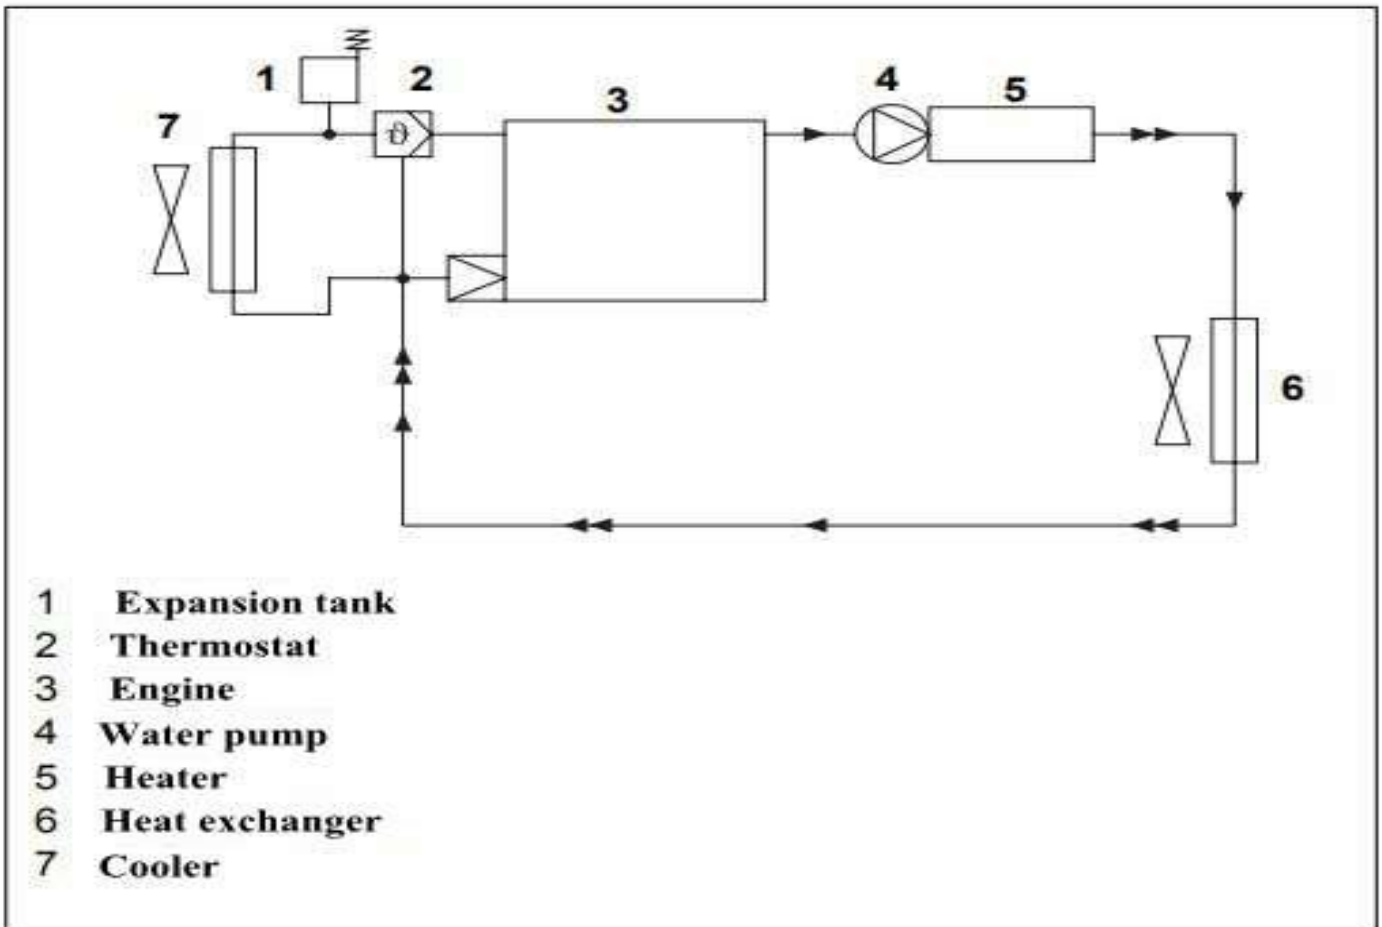 1 2 3 4 5
7
6
ϑ
1 Expansion tank
2 Thermostat
3 Engine
4 Water pump
5 Heater
6 Heat exchanger
7 Cooler